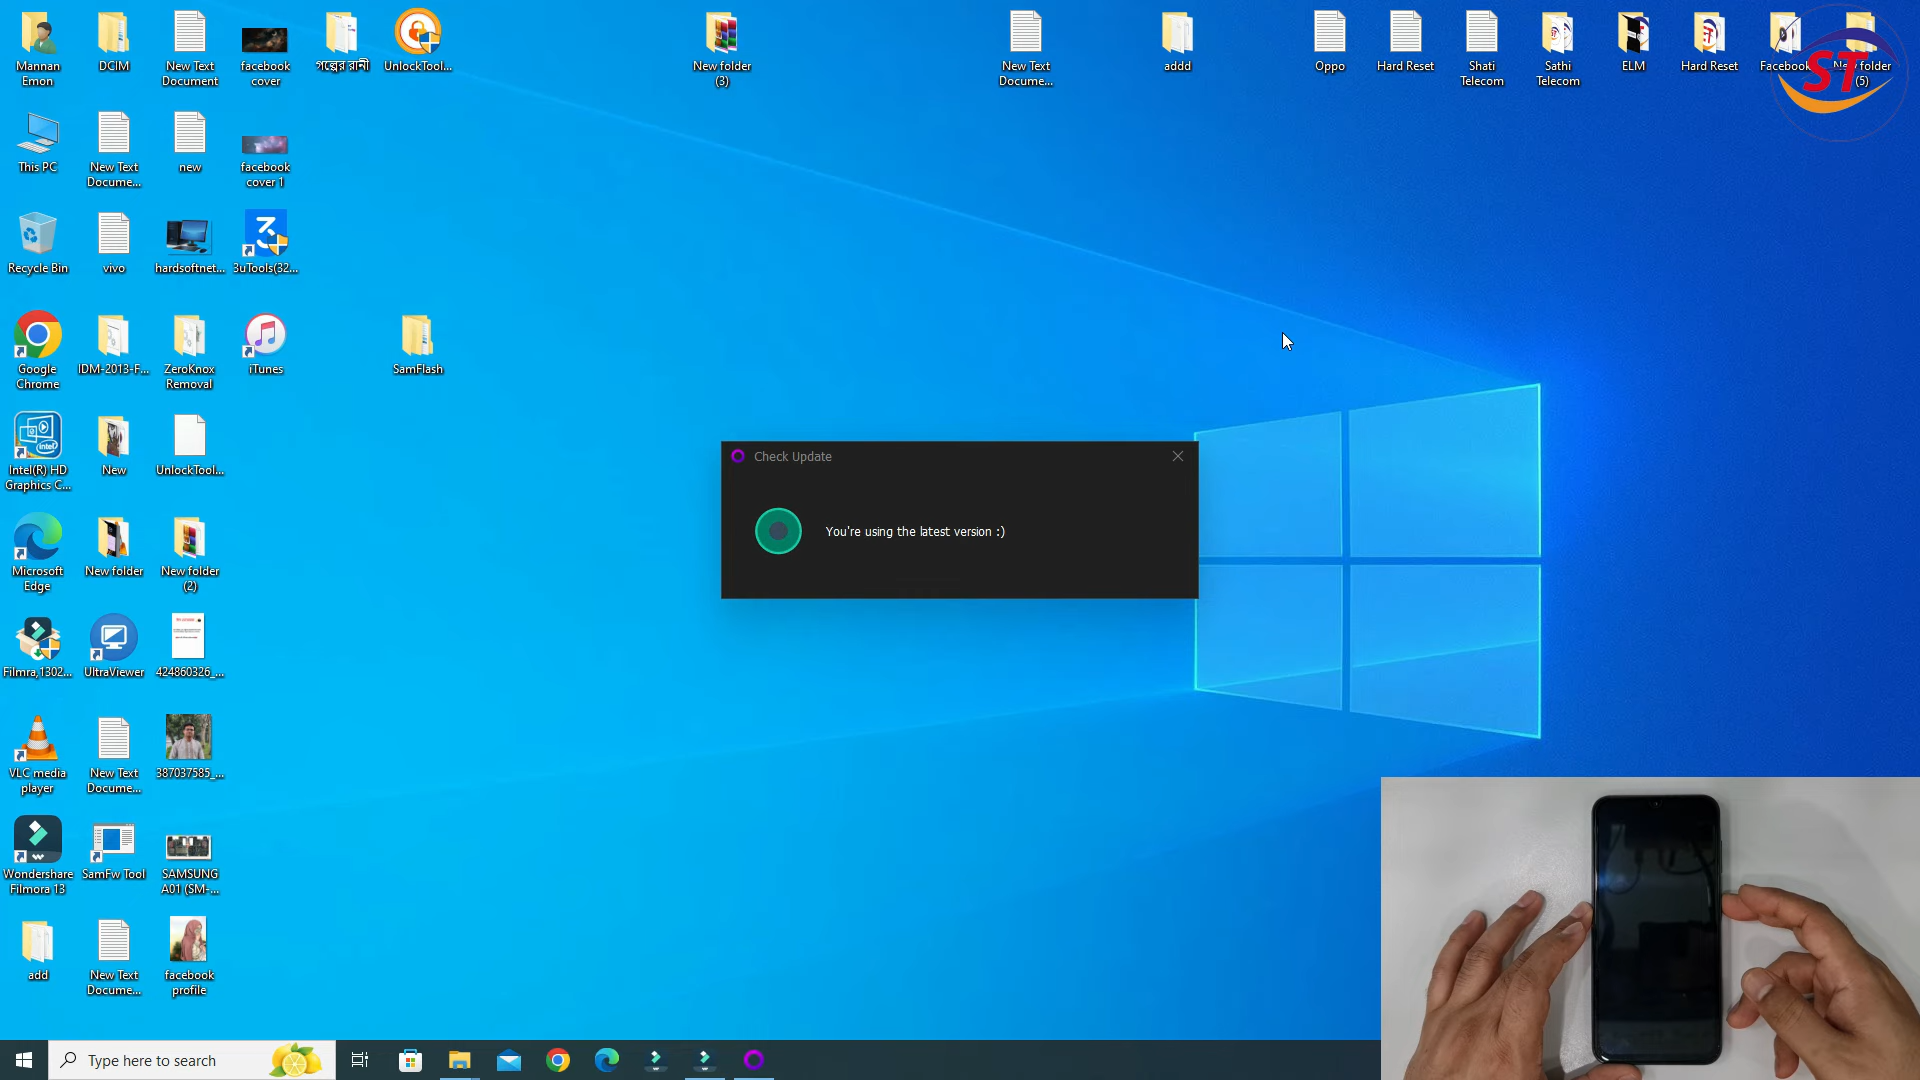 Mannan
Emon
DCIM
New Text
Document
facebook
cover
গল্পের রানী
UnlockTool...
New folder
(3)
New Text
Docume...
addd
Oppo
Hard Reset
Shati
Telecom
Sathi
Telecom
ELM
Hard Reset
Facebook
New folder
(5)
ST
This PC
New Text
Docume...
new
facebook
cover 1
Recycle Bin
vivo
hardsoftnet...
3uTools(32...
Google
Chrome
IDM-2013-F...
ZeroKnox
Removal
iTunes
SamFlash
Intel(R) HD
Graphics C...
New
UnlockTool...
Check Update
You're using the latest version :)
Microsoft
Edge
New folder
New folder
(2)
Filmra,1302...
UltraViewer
424860326_...
VLC media
player
New Text
Docume...
387037585_...
Wondershare
Filmora 13
SamFw Tool
SAMSUNG
A01 (SM-...
add
New Text
Docume...
facebook
profile
Type here to search